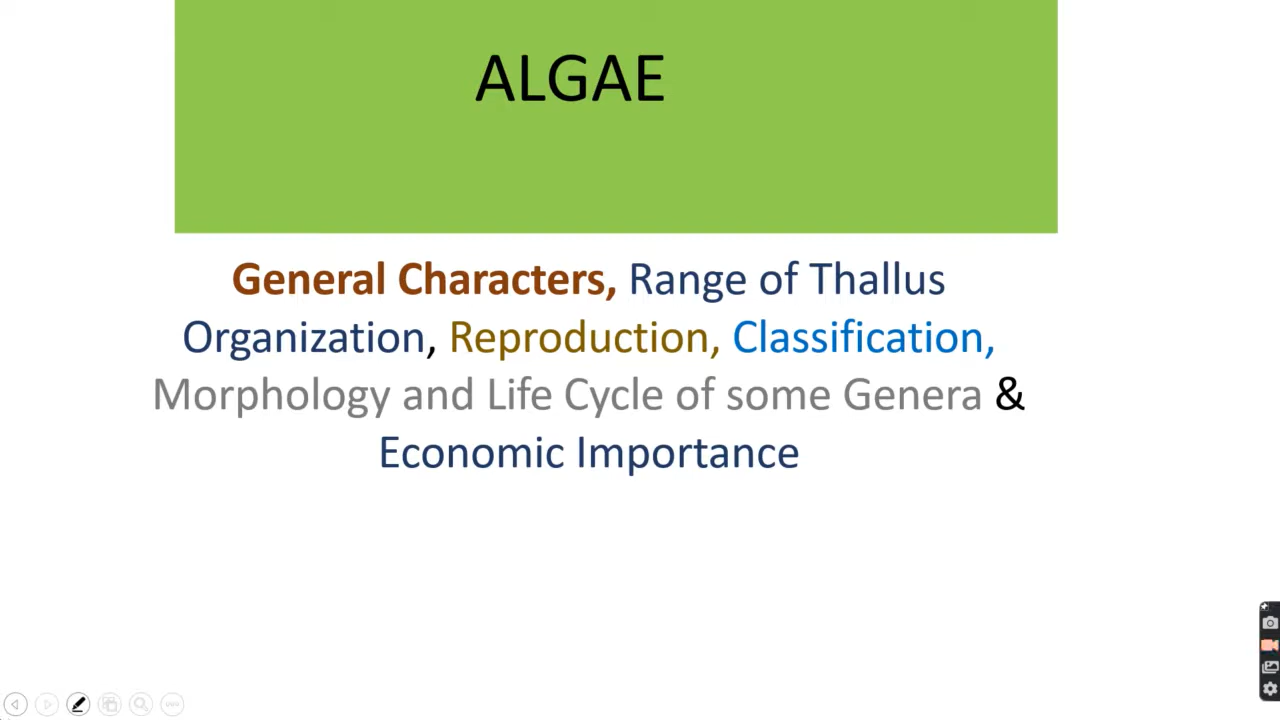 ALGAE
General Characters, Range of Thallus
Organization, Reproduction, Classification,
Morphology and Life Cycle of some Genera &
Economic Importance